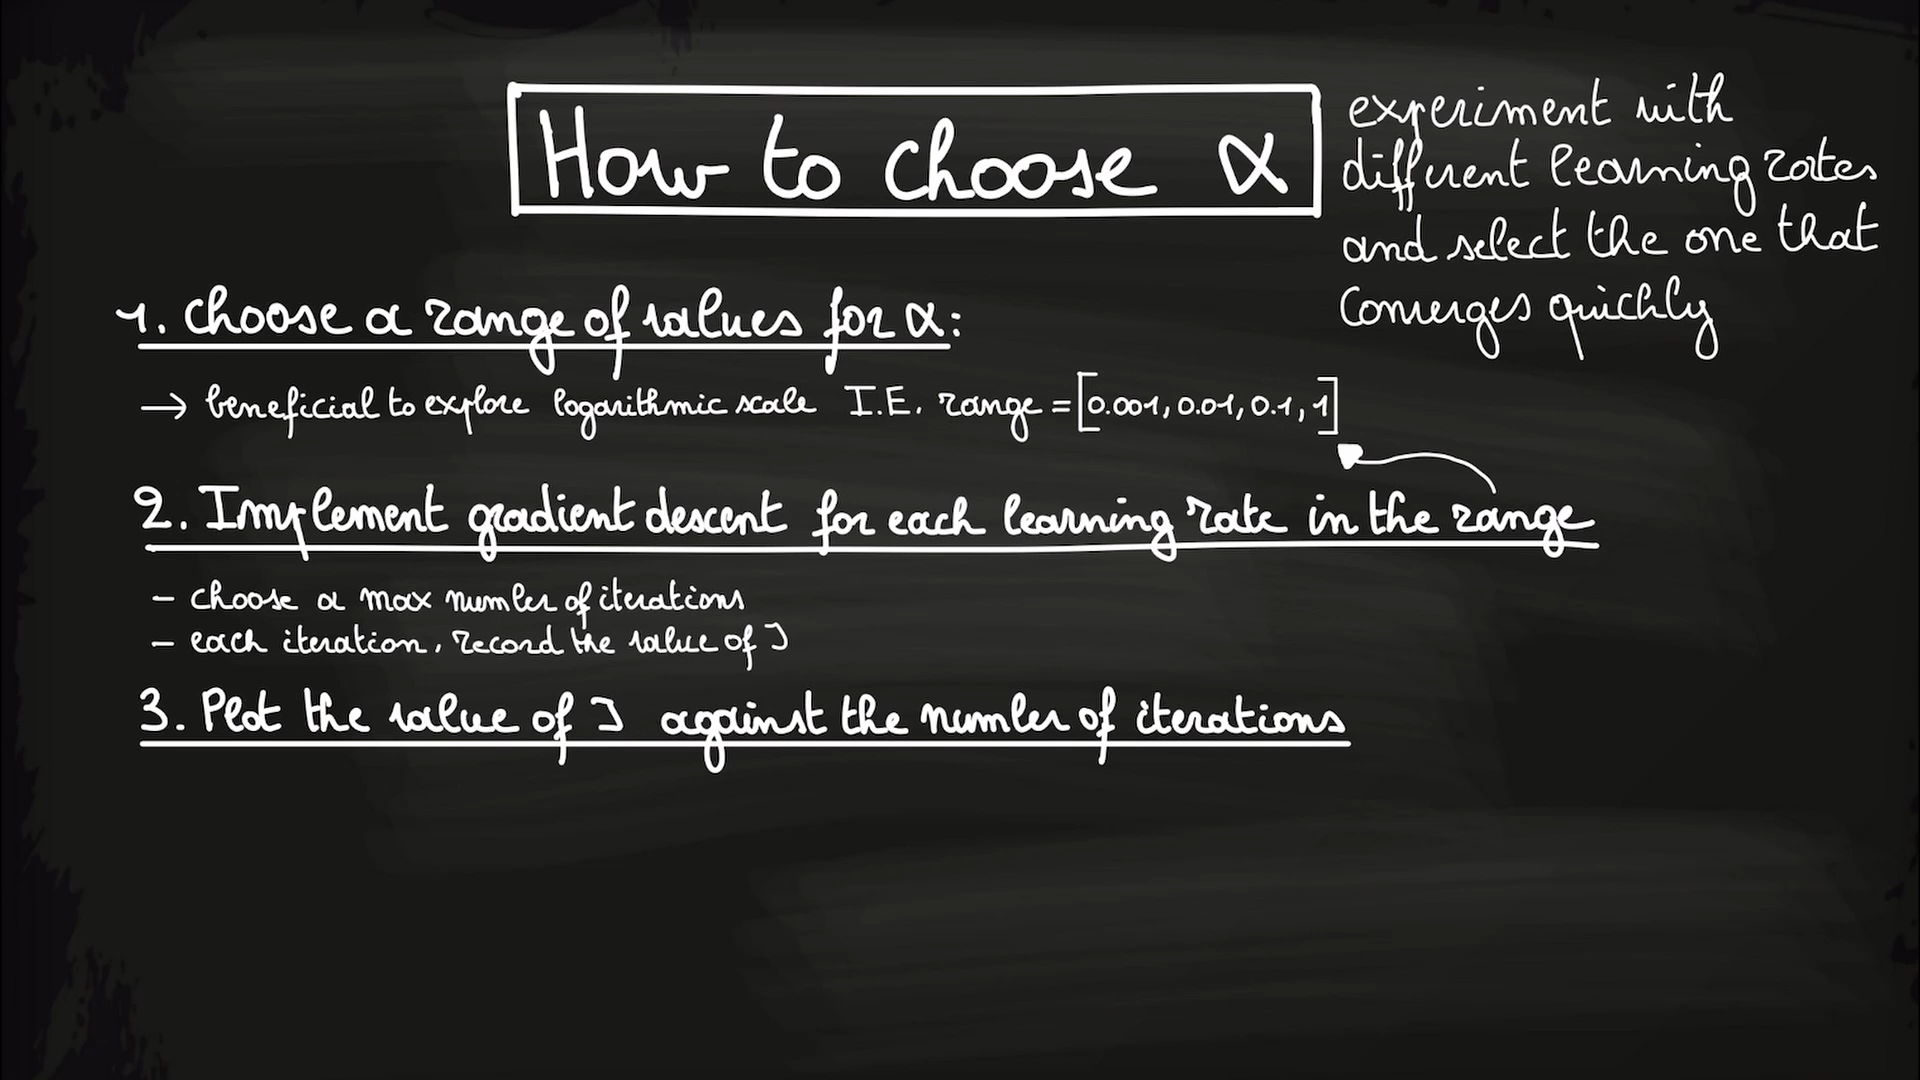 How to choose α
experiment with
different learning rates
and select the one that
converges quickly
1. choose a range of values for α:
→ beneficial to explore logarithmic scale I.E. range = [0.001, 0.01, 0.1, 1]
2. Implement gradient descent for each learning rate in the range
- choose a max number of iterations
- each iteration, record the value of J
3. Plot the value of J against the number of iterations